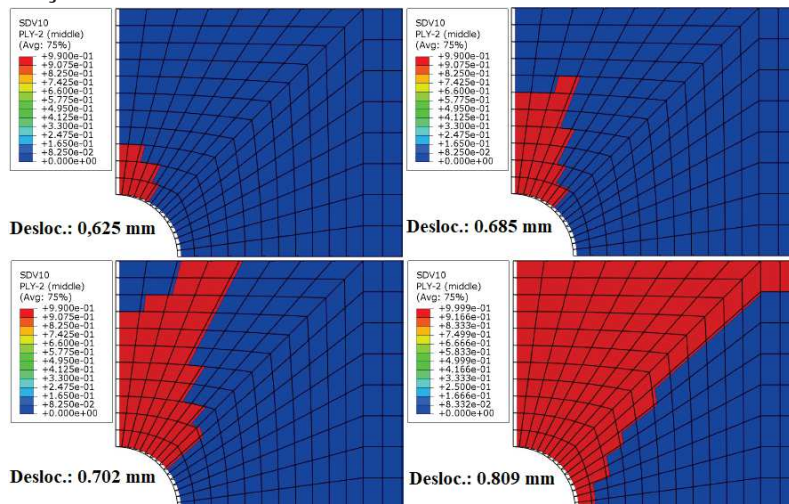 SDV10
PLY-2 (middle)
(Avg: 75%)
+9.900e-01
+9.075e-01
+8.250e-01
+7.425e-01
+6.600e-01
+5.775e-01
+4.950e-01
+4.125e-01
+3.300e-01
+2.475e-01
+1.650e-01
+8.250e-02
+0.000e+00
Desloc.: 0,625 mm
SDV10
PLY-2 (middle)
(Avg: 75%)
+9.900e-01
+9.075e-01
+8.250e-01
+7.425e-01
+6.600e-01
+5.775e-01
+4.950e-01
+4.125e-01
+3.300e-01
+2.475e-01
+1.650e-01
+8.250e-02
+0.000e+00
Desloc.: 0.685 mm
SDV10
PLY-2 (middle)
(Avg: 75%)
+9.900e-01
+9.075e-01
+8.250e-01
+7.425e-01
+6.600e-01
+5.775e-01
+4.950e-01
+4.125e-01
+3.300e-01
+2.475e-01
+1.650e-01
+8.250e-02
+0.000e+00
Desloc.: 0.702 mm
SDV10
PLY-2 (middle)
(Avg: 75%)
+9.999e-01
+9.166e-01
+8.333e-01
+7.499e-01
+6.666e-01
+5.833e-01
+4.999e-01
+4.166e-01
+3.333e-01
+2.500e-01
+1.666e-01
+8.332e-02
+0.000e+00
Desloc.: 0.809 mm